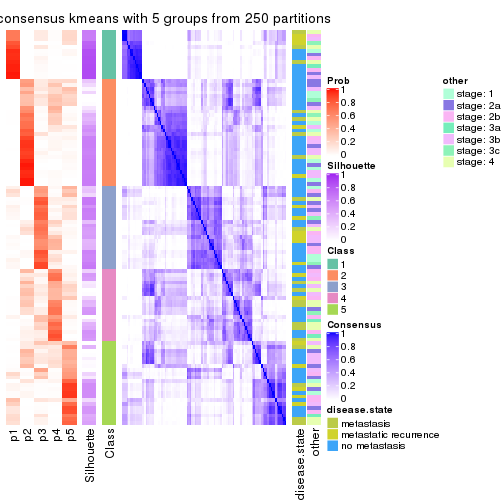 consensus kmeans with 5 groups from 250 partitions
Prob
1
0.8
0.6
0.4
0.2
0
Silhouette
1
0.8
0.6
0.4
0.2
0
Class
1
2
3
4
5
Consensus
1
0.8
0.6
0.4
0.2
0
disease.state
metastasis
metastatic recurrence
no metastasis
other
stage: 1
stage: 2a
stage: 2b
stage: 3a
stage: 3b
stage: 3c
stage: 4
p1
p2
p3
p4
p5
Silhouette
Class
disease.state
other